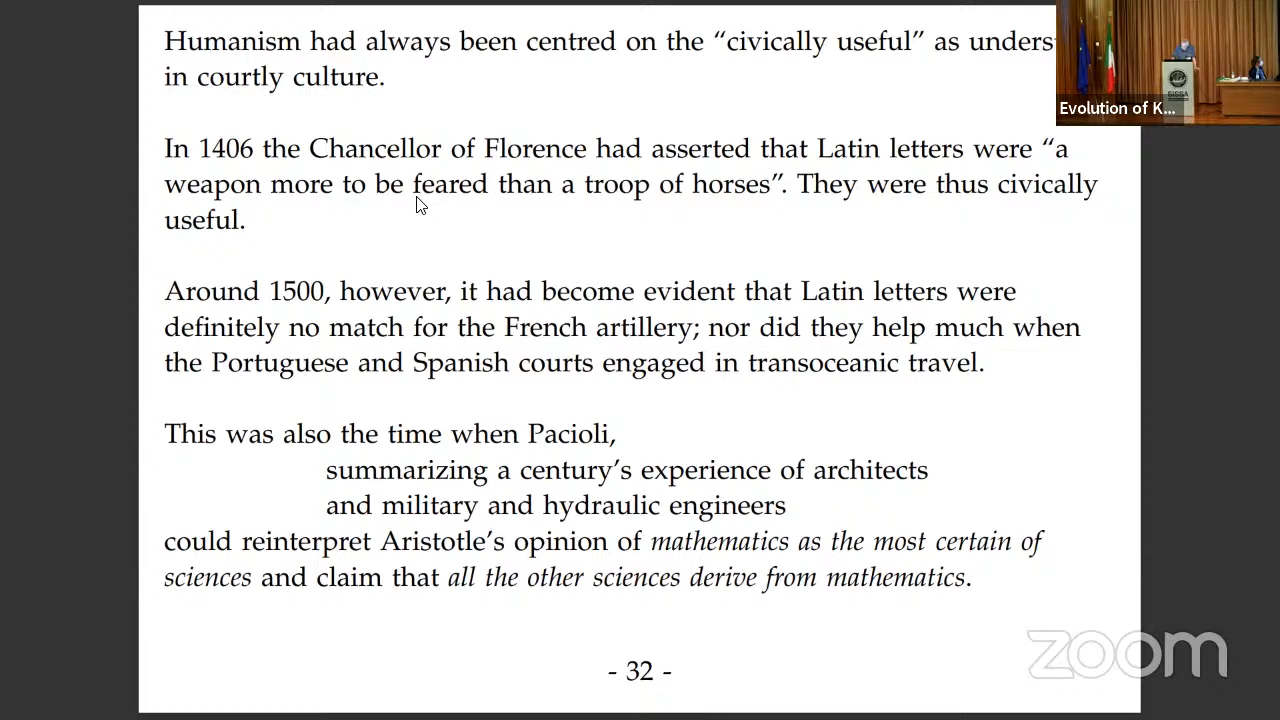 Humanism had always been centred on the “civically useful” as unders
in courtly culture.
In 1406 the Chancellor of Florence had asserted that Latin letters were “a
weapon more to be feared than a troop of horses”. They were thus civically
useful.
Around 1500, however, it had become evident that Latin letters were
definitely no match for the French artillery; nor did they help much when
the Portuguese and Spanish courts engaged in transoceanic travel.
This was also the time when Pacioli,
summarizing a century’s experience of architects
and military and hydraulic engineers
could reinterpret Aristotle’s opinion of mathematics as the most certain of
sciences and claim that all the other sciences derive from mathematics.
- 32 -
SISSA
Evolution of K...
zoom